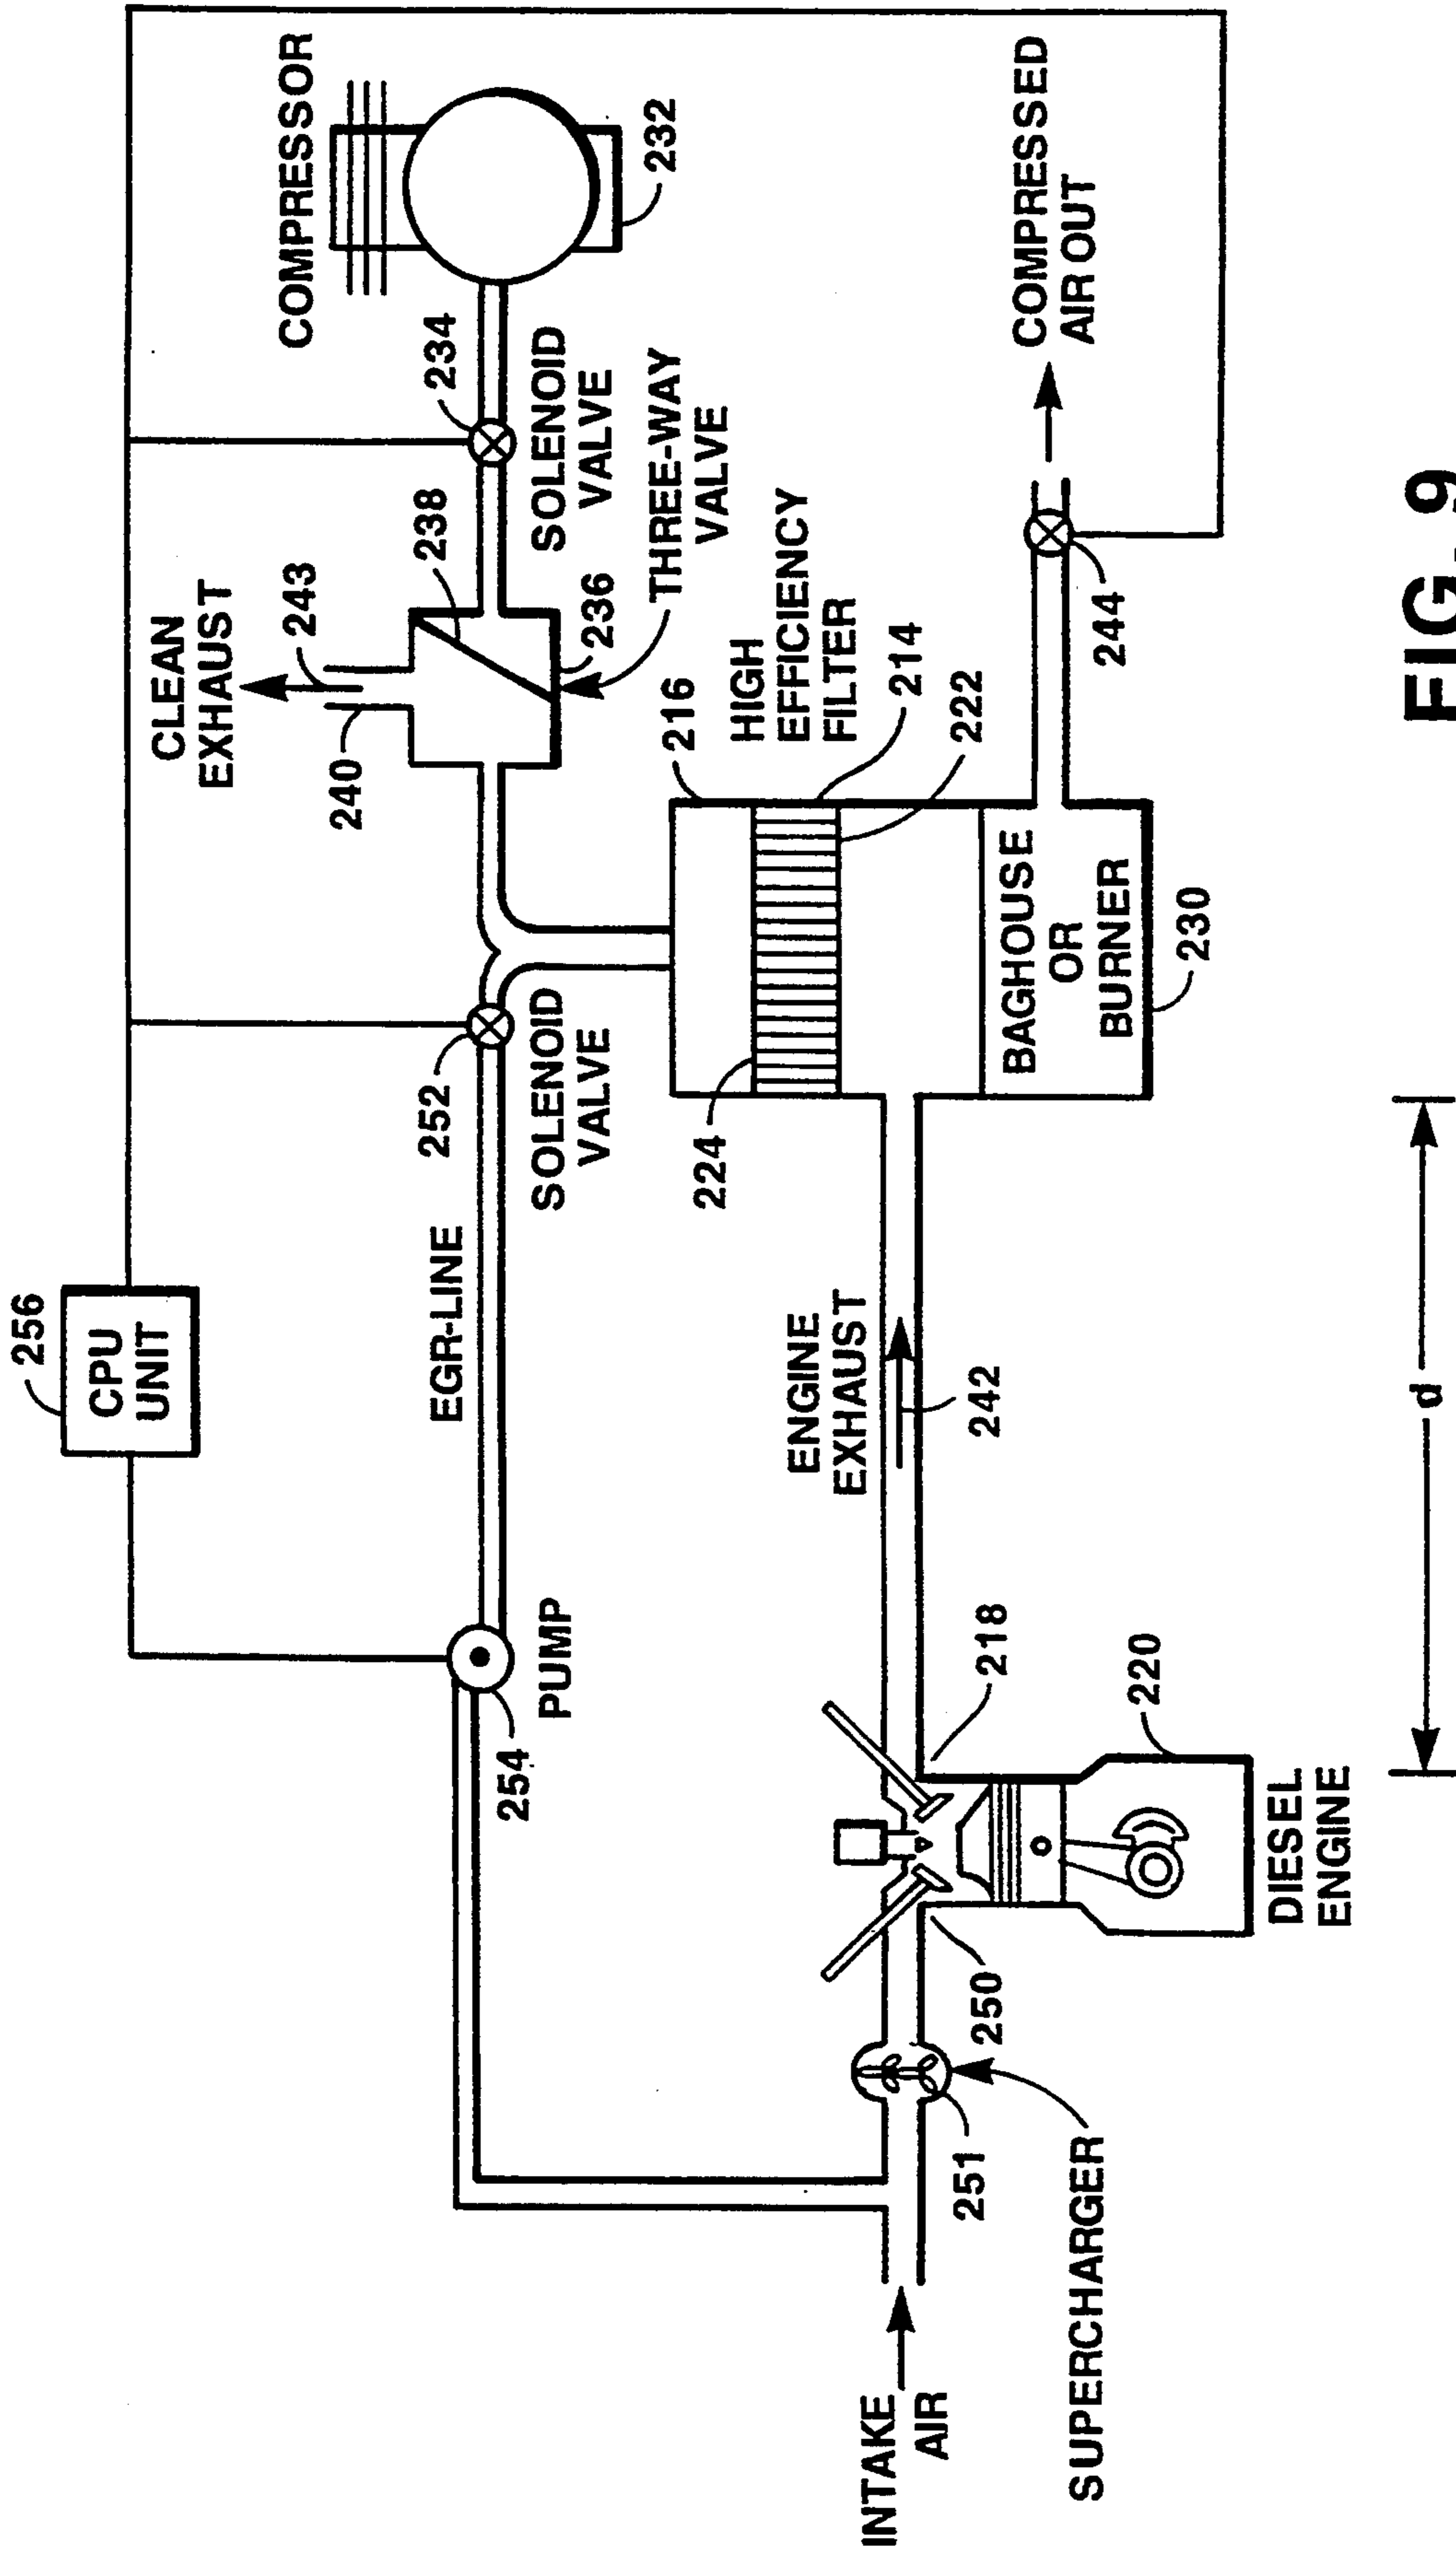 256
CPU
UNIT
CLEAN
EXHAUST
243
240
238
234
COMPRESSOR
232
SOLENOID
VALVE
THREE-WAY
VALVE
236
EGR-LINE
252
SOLENOID
VALVE
PUMP
254
216
HIGH
EFFICIENCY
FILTER
214
222
224
ENGINE
EXHAUST
242
BAGHOUSE
OR
BURNER
230
COMPRESSED
AIR OUT
244
INTAKE
AIR
251
SUPERCHARGER
250
218
220
DIESEL
ENGINE
d
FIG. 9